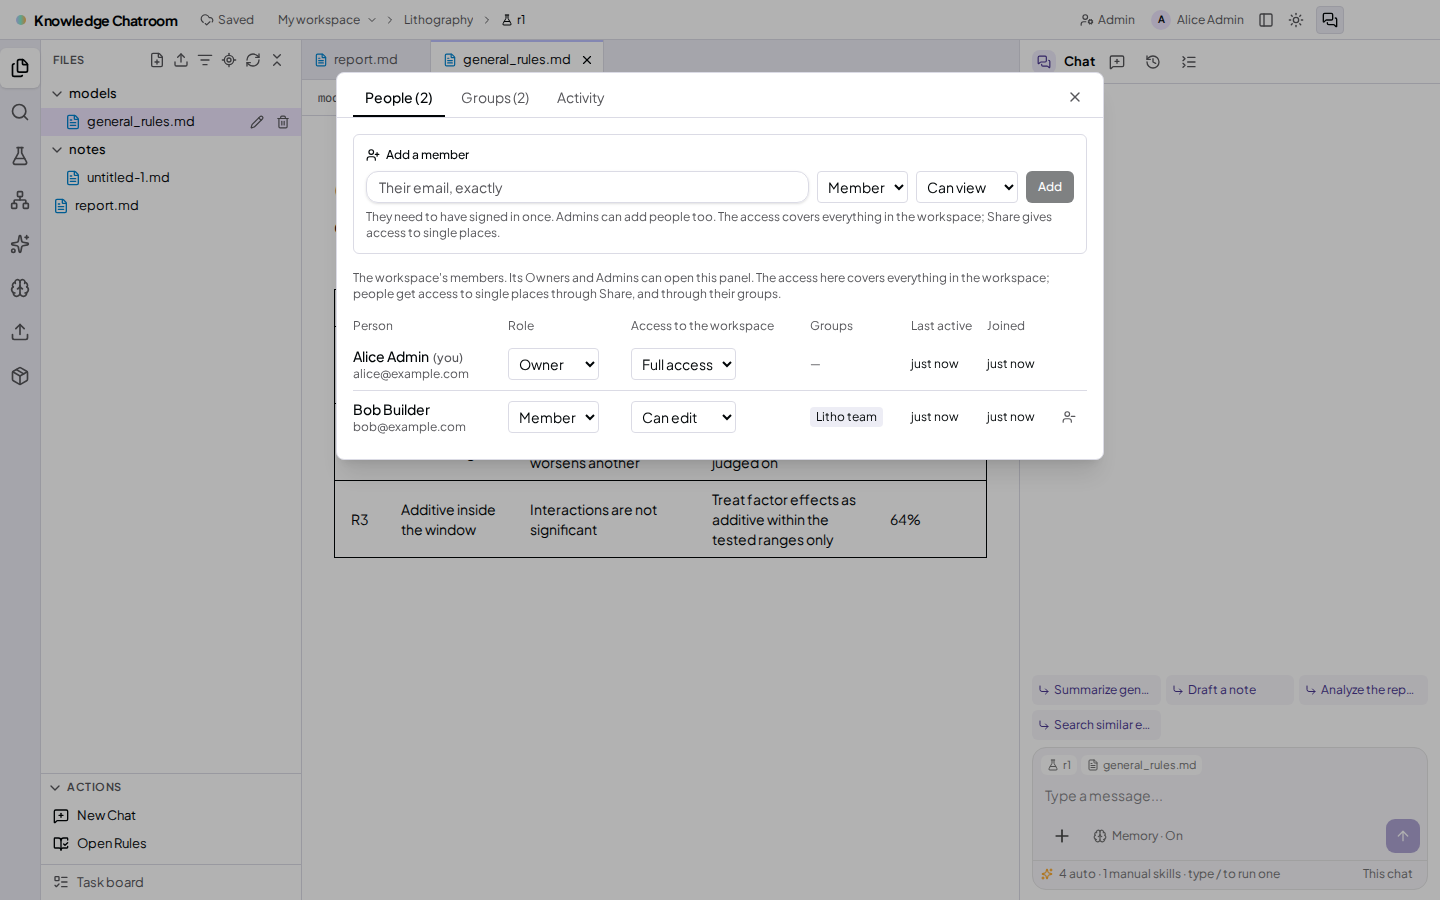 Knowledge Chatroom
Saved
My workspace
Lithography
r1
Admin
A
Alice Admin
FILES
models
general_rules.md
notes
untitled-1.md
report.md
ACTIONS
New Chat
Open Rules
Task board
report.md
general_rules.md
People (2)
Groups (2)
Activity
Add a member
Their email, exactly
Member
Can view
Add
They need to have signed in once. Admins can add people too. The access covers everything in the workspace; Share gives
access to single places.
The workspace's members. Its Owners and Admins can open this panel. The access here covers everything in the workspace;
people get access to single places through Share, and through their groups.
Person Role Access to the workspace Groups Last active Joined
Alice Admin (you)
alice@example.com
Owner
Full access
—
just now
just now
Bob Builder
bob@example.com
Member
Can edit
Litho team
just now
just now
worsens another
judged on
R3
Additive inside
the window
Interactions are not
significant
Treat factor effects as
additive within the
tested ranges only
64%
Chat
Summarize gen...
Draft a note
Analyze the rep...
Search similar e...
r1
general_rules.md
Type a message...
Memory · On
4 auto · 1 manual skills · type / to run one
This chat